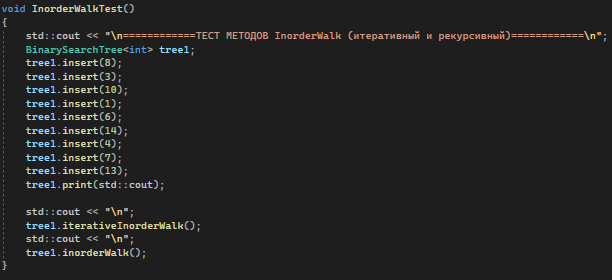 void InorderWalkTest()
{
    std::cout << "\n============ТЕСТ МЕТОДОВ InorderWalk (итеративный и рекурсивный)============\n";
    BinarySearchTree<int> tree1;
    tree1.insert(8);
    tree1.insert(3);
    tree1.insert(10);
    tree1.insert(1);
    tree1.insert(6);
    tree1.insert(14);
    tree1.insert(4);
    tree1.insert(7);
    tree1.insert(13);
    tree1.print(std::cout);

    std::cout << "\n";
    tree1.iterativeInorderWalk();
    std::cout << "\n";
    tree1.inorderWalk();
}